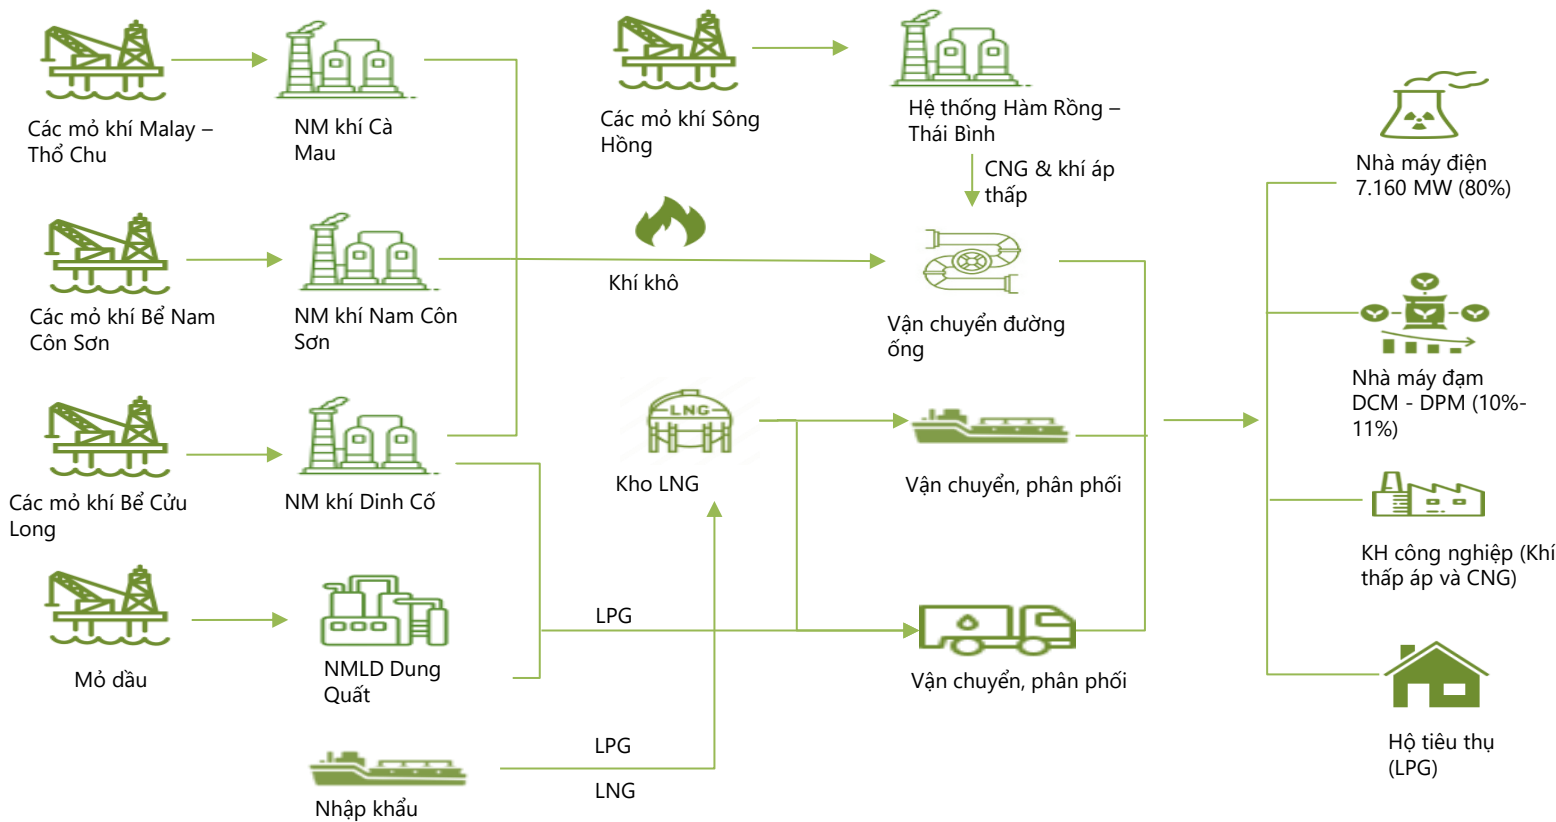 Các mỏ khí Malay –
Thổ Chu
NM khí Cà
Mau
Các mỏ khí Sông
Hồng
Hệ thống Hàm Rồng –
Thái Bình
CNG & khí áp
thấp
Nhà máy điện
7.160 MW (80%)
Các mỏ khí Bể Nam
Côn Sơn
NM khí Nam Côn
Sơn
Khí khô
Vận chuyển đường
ống
Nhà máy đạm
DCM - DPM (10%-
11%)
Các mỏ khí Bể Cửu
Long
NM khí Dinh Cố
LNG
Kho LNG
Vận chuyển, phân phối
KH công nghiệp (Khí
thấp áp và CNG)
Mỏ dầu
NMLD Dung
Quất
LPG
Vận chuyển, phân phối
Hộ tiêu thụ
(LPG)
Nhập khẩu
LPG
LNG